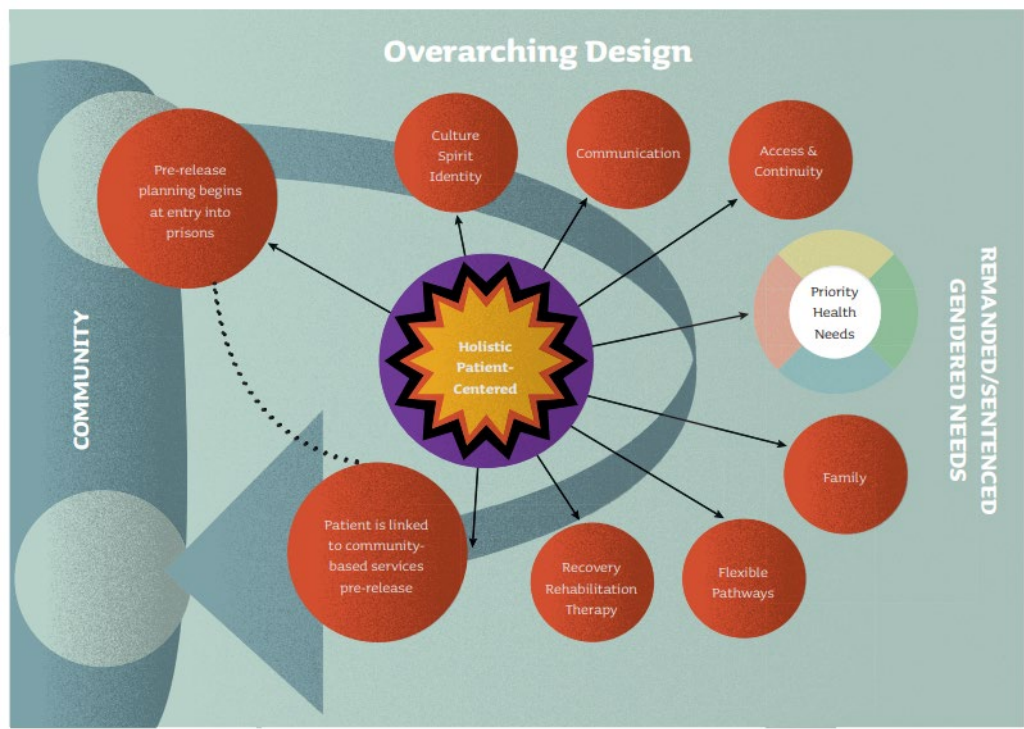 Overarching Design
Pre-release
planning begins
at entry into
prisons
Culture
Spirit
Identity
Communication
Access &
Continuity
Priority
Health
Needs
Holistic
Patient-
Centered
COMMUNITY
REMANDED/SENTENCED
GENDERED NEEDS
Family
Patient is linked
to community-
based services
pre-release
Recovery
Rehabilitation
Therapy
Flexible
Pathways